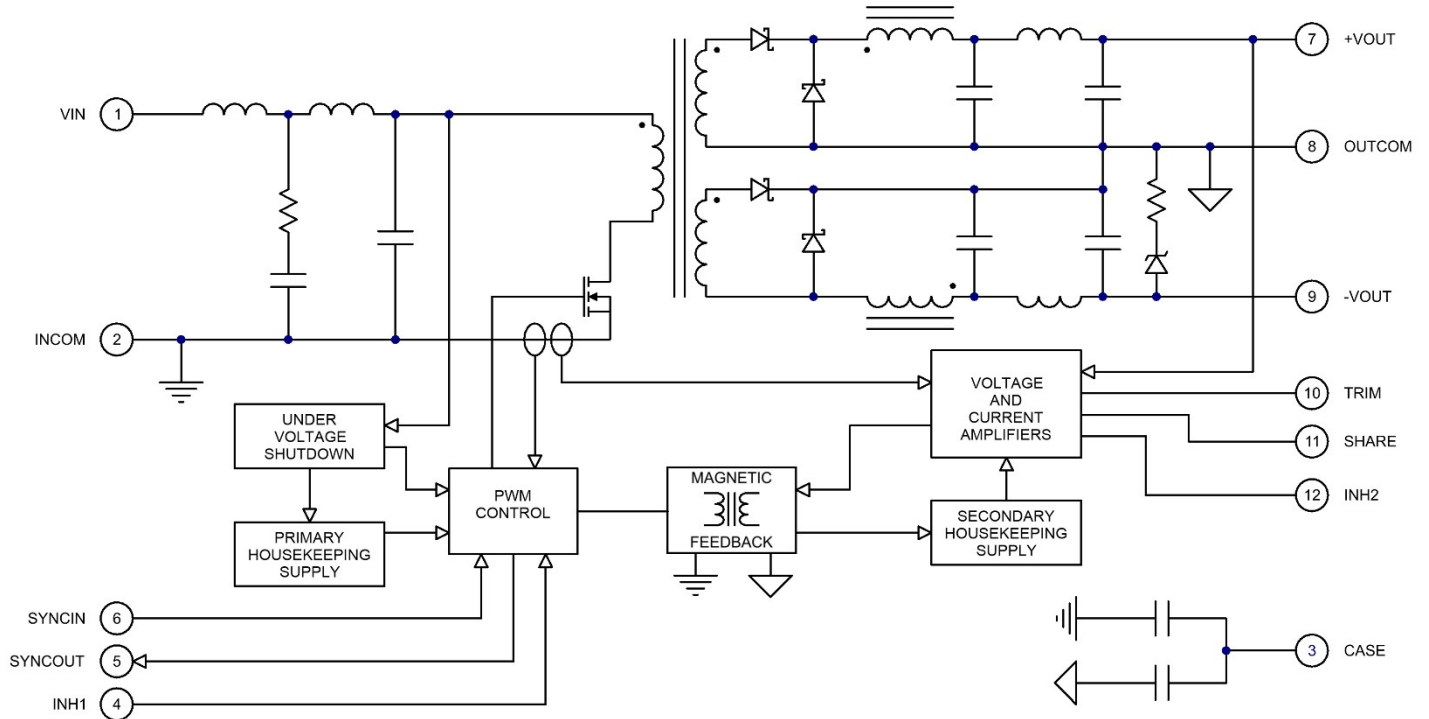 7 +VOUT
VIN 1
8 OUTCOM
9 -VOUT
INCOM 2
VOLTAGE
AND
CURRENT
AMPLIFIERS
10 TRIM
UNDER
VOLTAGE
SHUTDOWN
11 SHARE
MAGNETIC
FEEDBACK
PWM
CONTROL
12 INH2
SECONDARY
HOUSEKEEPING
SUPPLY
PRIMARY
HOUSEKEEPING
SUPPLY
SYNCIN 6
SYNCOUT 5
3 CASE
INH1 4